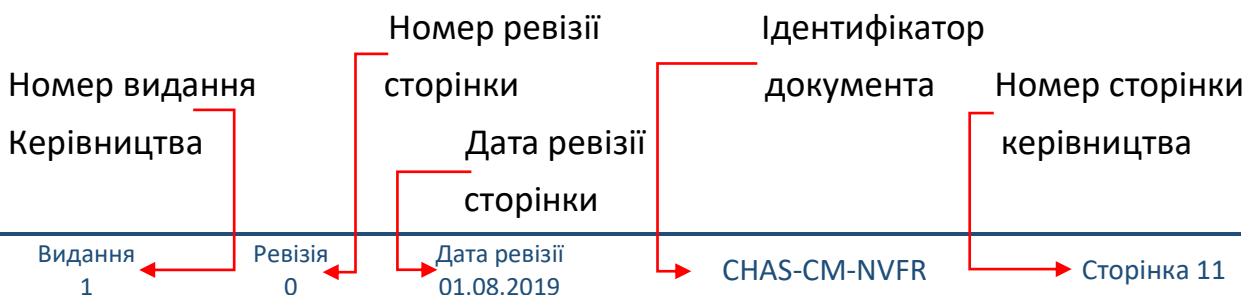 Номер видання
Керівництва
Номер ревізії
сторінки
Дата ревізії
сторінки
Ідентифікатор
документа
Номер сторінки
керівництва
Видання
1
Ревізія
0
Дата ревізії
01.08.2019
CHAS-CM-NVFR
Сторінка 11